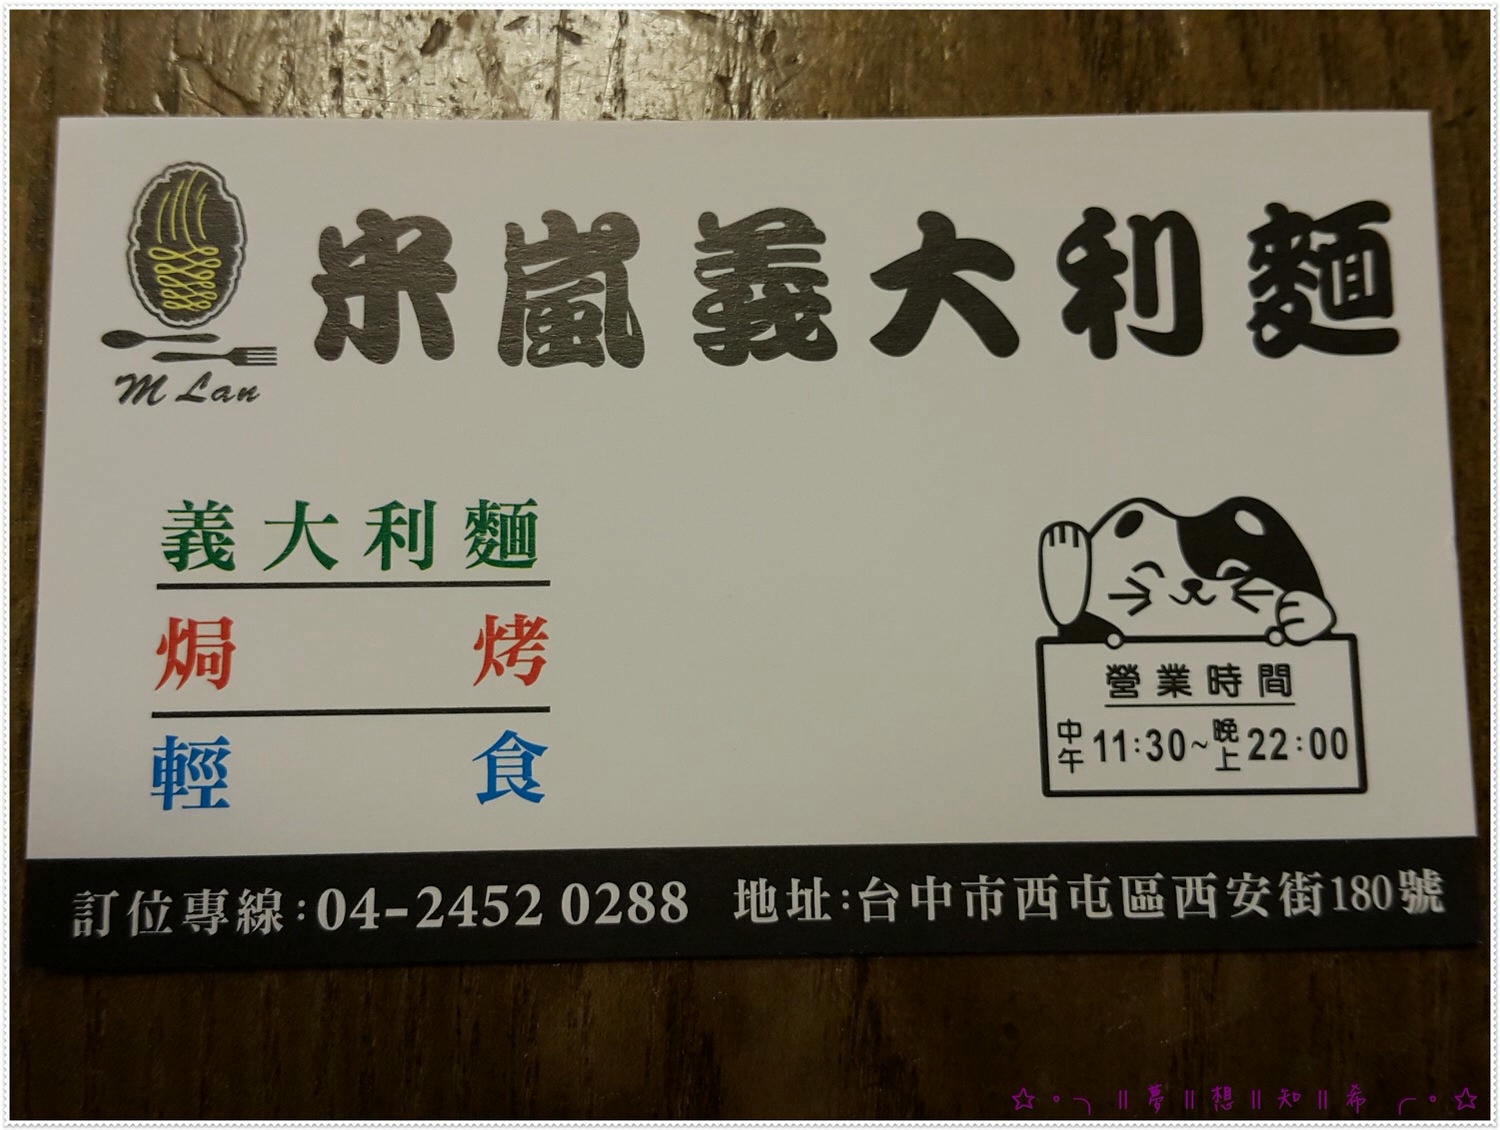 冞嵐義大利麵
M Lan
義大利麵
焗烤
輕食
營業時間
中午11:30~晚上22:00
訂位專線:04-2452 0288 地址:台中市西屯區西安街180號
☆。╮‖夢‖想‖知‖希╭。☆